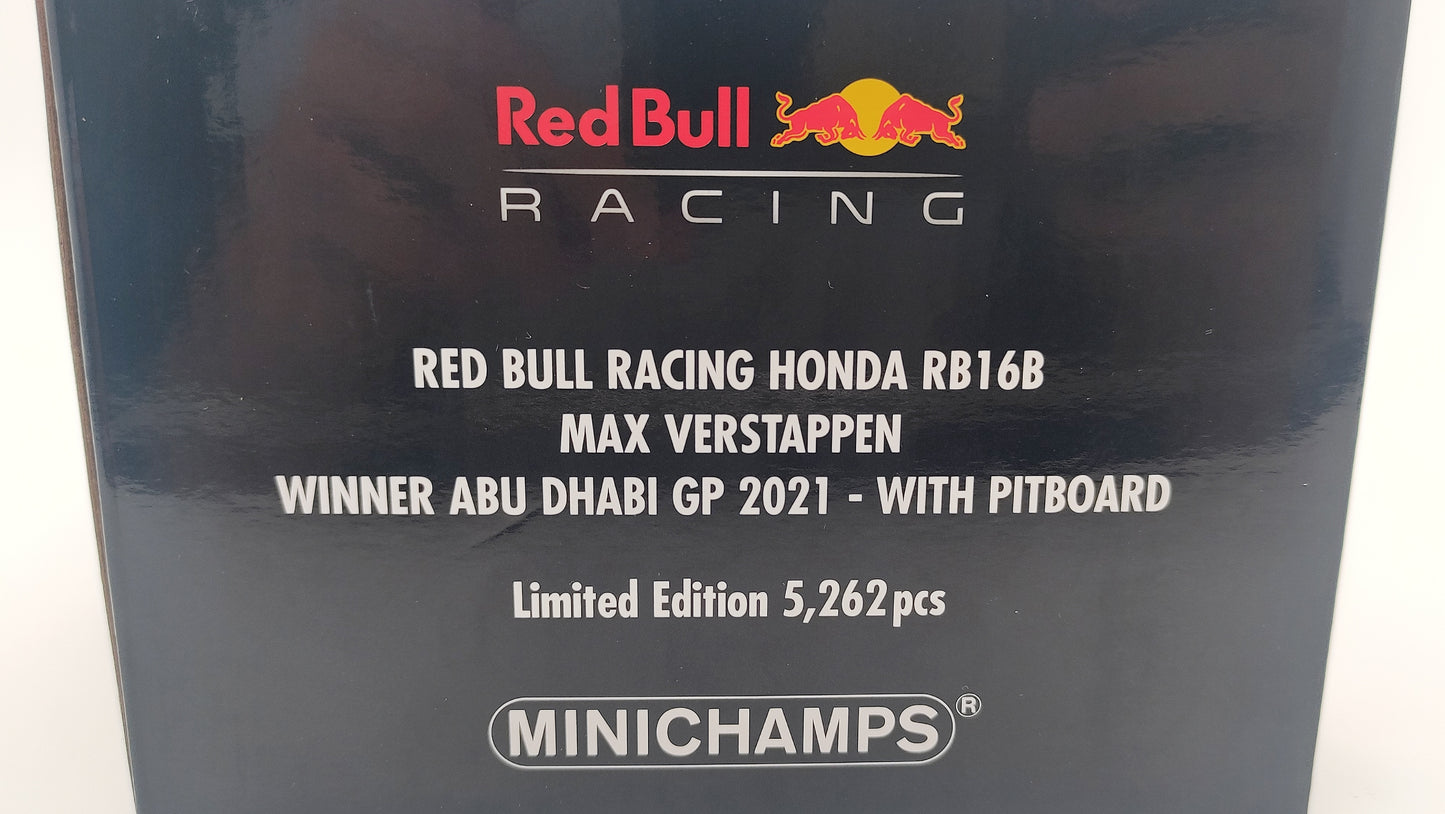 Red Bull
RACING
RED BULL RACING HONDA RB16B
MAX VERSTAPPEN
WINNER ABU DHABI GP 2021 - WITH PITBOARD
Limited Edition 5,262pcs
MINICHAMPS®